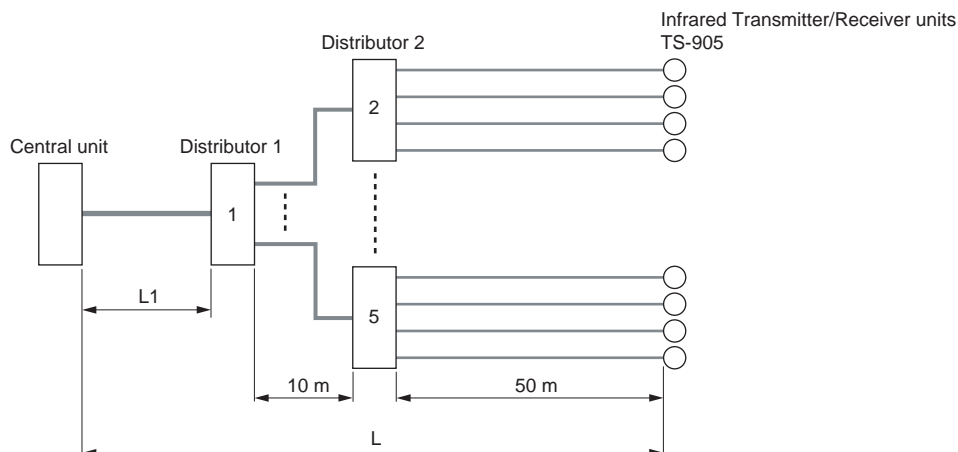 Infrared Transmitter/Receiver units
TS-905
Distributor 2
2
Central unit
Distributor 1
1
L1
5
10 m
50 m
L